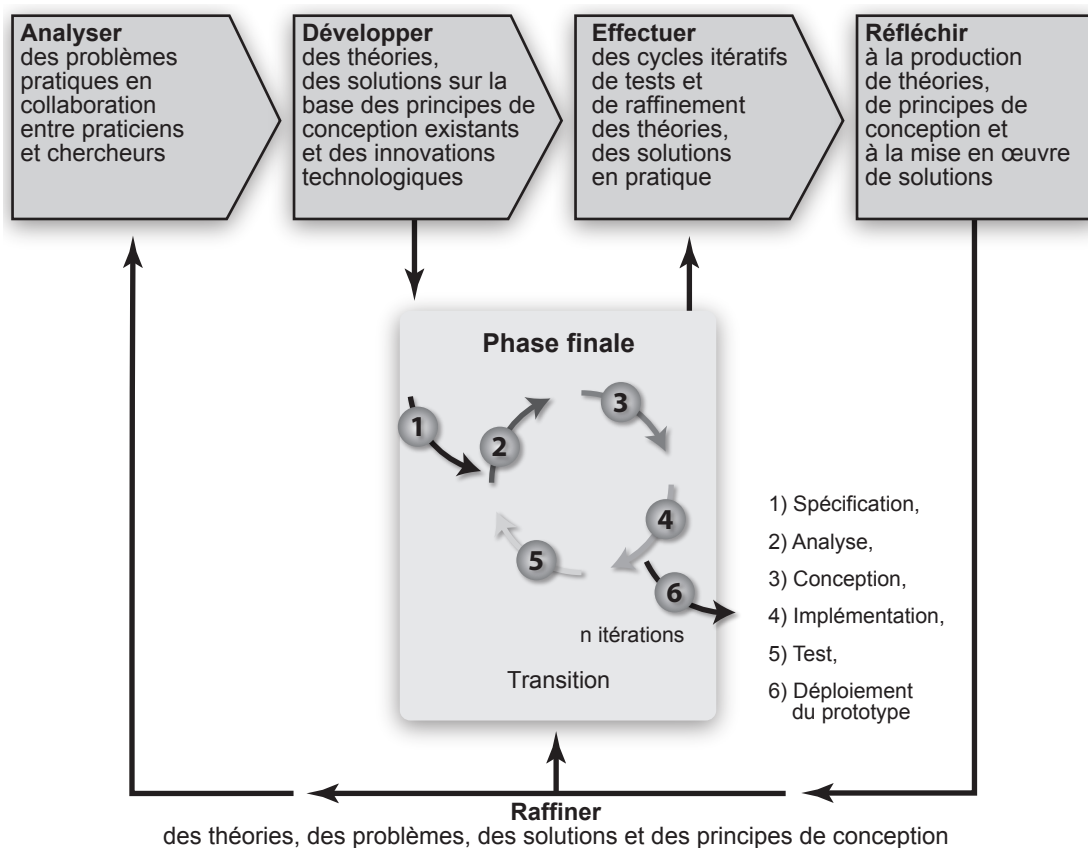 Analyser
des problèmes
pratiques en
collaboration
entre praticiens
et chercheurs
Développer
des théories,
des solutions sur la
base des principes de
conception existants
et des innovations
technologiques
Effectuer
des cycles itératifs
de tests et
de raffinement
des théories,
des solutions
en pratique
Réfléchir
à la production
de théories,
de principes de
conception et
à la mise en œuvre
de solutions
Phase finale
1
2
3
4
5
6
n itérations
Transition
1) Spécification,
2) Analyse,
3) Conception,
4) Implémentation,
5) Test,
6) Déploiement
du prototype
Raffiner
des théories, des problèmes, des solutions et des principes de conception